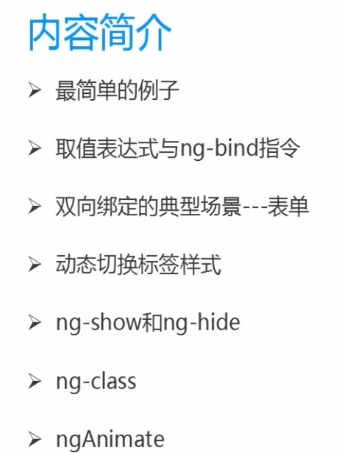 内容简介
➢ 最简单的例子
➢ 取值表达式与ng-bind指令
➢ 双向绑定的典型场景---表单
➢ 动态切换标签样式
➢ ng-show和ng-hide
➢ ng-class
➢ ngAnimate